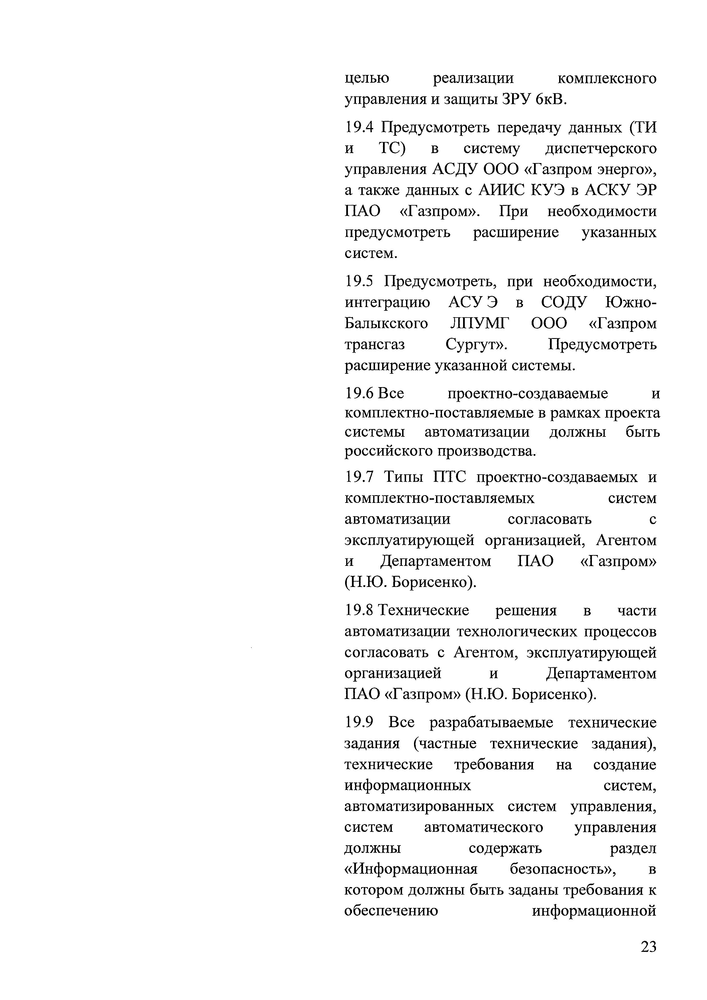 целью реализации комплексного
управления и защиты ЗРУ 6кВ.
19.4 Предусмотреть передачу данных (ТИ
и ТС) в систему диспетчерского
управления АСДУ ООО «Газпром энерго»,
а также данных с АИИС КУЭ в АСКУ ЭР
ПАО «Газпром». При необходимости
предусмотреть расширение указанных
систем.
19.5 Предусмотреть, при необходимости,
интеграцию АСУ Э в СОДУ Южно-
Балыкского ЛПУМГ ООО «Газпром
трансгаз Сургут». Предусмотреть
расширение указанной системы.
19.6 Все проектно-создаваемые и
комплектно-поставляемые в рамках проекта
системы автоматизации должны быть
российского производства.
19.7 Типы ПТС проектно-создаваемых и
комплектно-поставляемых систем
автоматизации согласовать с
эксплуатирующей организацией, Агентом
и Департаментом ПАО «Газпром»
(Н.Ю. Борисенко).
19.8 Технические решения в части
автоматизации технологических процессов
согласовать с Агентом, эксплуатирующей
организацией и Департаментом
ПАО «Газпром» (Н.Ю. Борисенко).
19.9 Все разрабатываемые технические
задания (частные технические задания),
технические требования на создание
информационных систем,
автоматизированных систем управления,
систем автоматического управления
должны содержать раздел
«Информационная безопасность», в
котором должны быть заданы требования к
обеспечению информационной
23